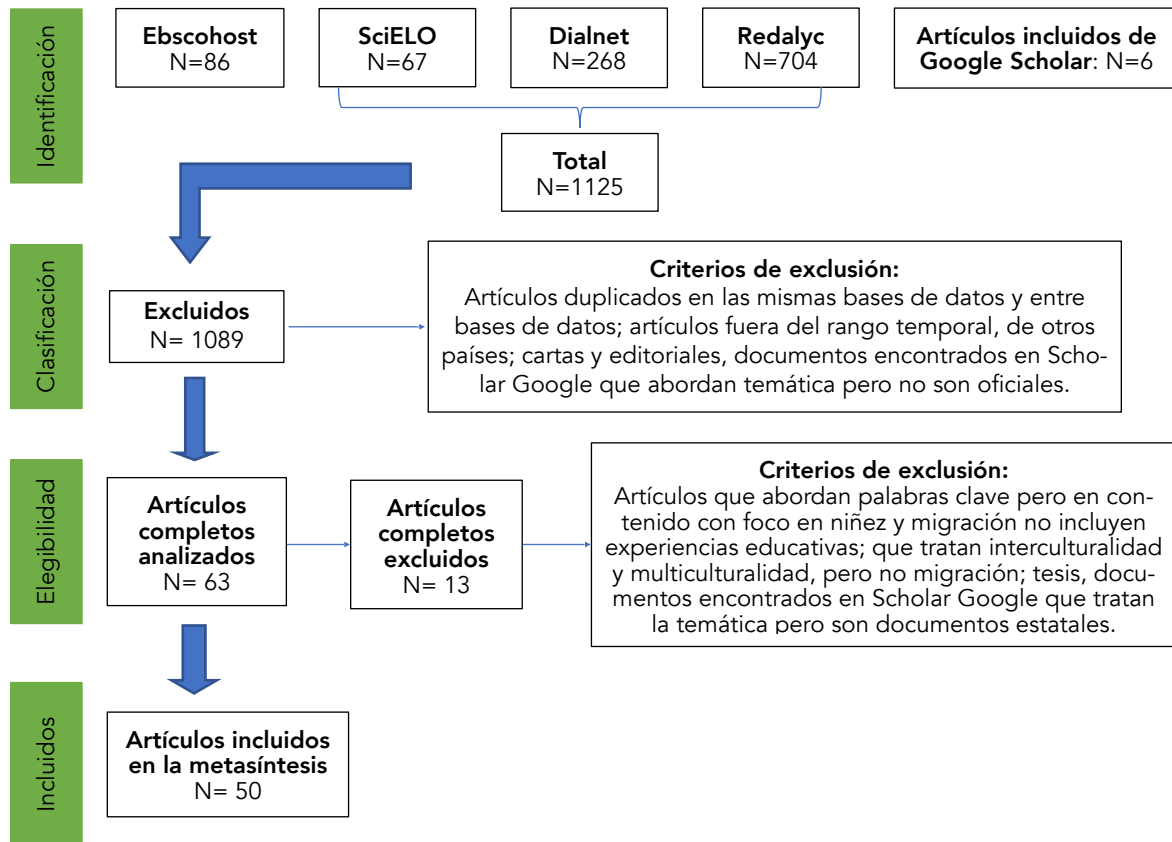 Identificación
Ebscohost
N=86
SciELO
N=67
Dialnet
N=268
Redalyc
N=704
Artículos incluidos de
Google Scholar: N=6
Total
N=1125
Clasificación
Excluidos
N= 1089
Criterios de exclusión:
Artículos duplicados en las mismas bases de datos y entre
bases de datos; artículos fuera del rango temporal, de otros
países; cartas y editoriales, documentos encontrados en Scho-
lar Google que abordan temática pero no son oficiales.
Elegibilidad
Artículos
completos
analizados
N= 63
Artículos
completos
excluidos
N= 13
Criterios de exclusión:
Artículos que abordan palabras clave pero en con-
tenido con foco en niñez y migración no incluyen
experiencias educativas; que tratan interculturalidad
y multiculturalidad, pero no migración; tesis, docu-
mentos encontrados en Scholar Google que tratan
la temática pero son documentos estatales.
Incluidos
Artículos incluidos
en la metasíntesis
N= 50